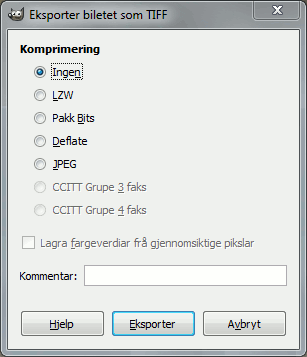 Eksporter biletet som TIFF
Komprimering
Ingen
LZW
Pakk Bits
Deflate
JPEG
CCITT Grupe 3 faks
CCITT Grupe 4 faks
Lagra fargeverdiar frå gjennomsiktige pikslar
Kommentar:
Hjelp Eksporter Avbryt